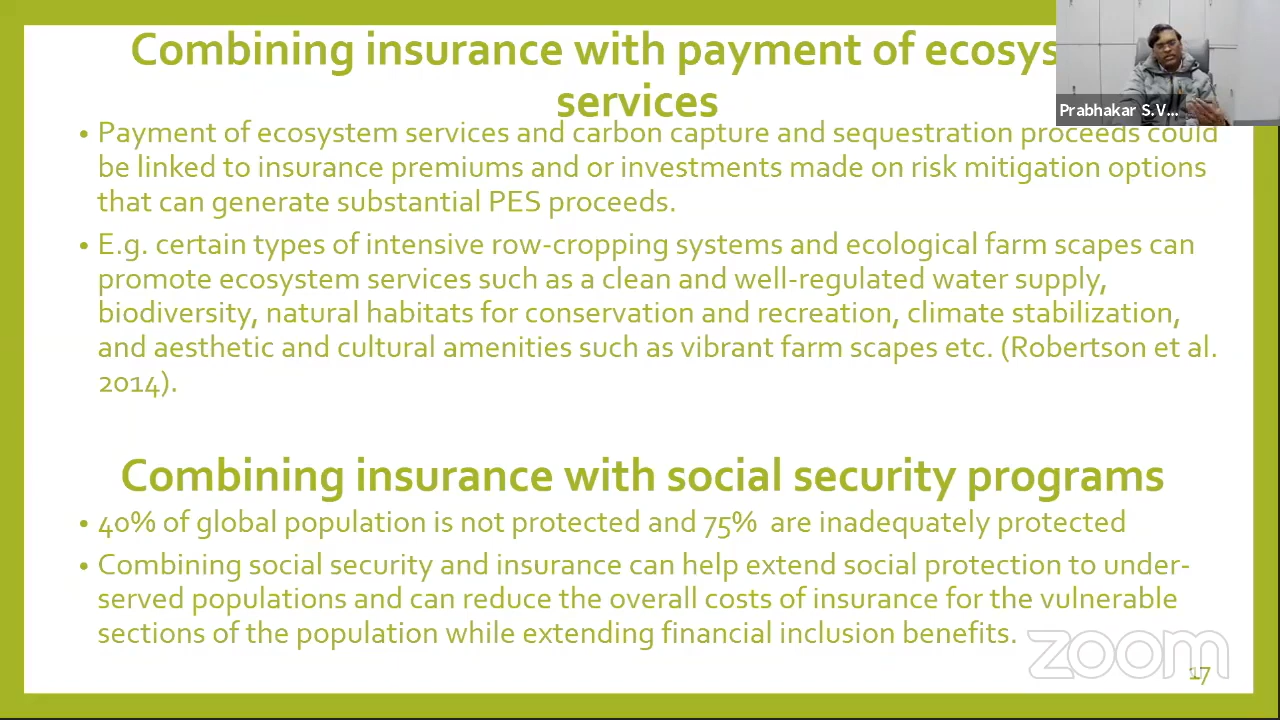 Combining insurance with payment of ecosys
services
Prabhakar S.V...
• Payment of ecosystem services and carbon capture and sequestration proceeds could
be linked to insurance premiums and or investments made on risk mitigation options
that can generate substantial PES proceeds.
• E.g. certain types of intensive row-cropping systems and ecological farm scapes can
promote ecosystem services such as a clean and well-regulated water supply,
biodiversity, natural habitats for conservation and recreation, climate stabilization,
and aesthetic and cultural amenities such as vibrant farm scapes etc. (Robertson et al.
2014).
Combining insurance with social security programs
• 40% of global population is not protected and 75% are inadequately protected
• Combining social security and insurance can help extend social protection to under-
served populations and can reduce the overall costs of insurance for the vulnerable
sections of the population while extending financial inclusion benefits.
zoom
17